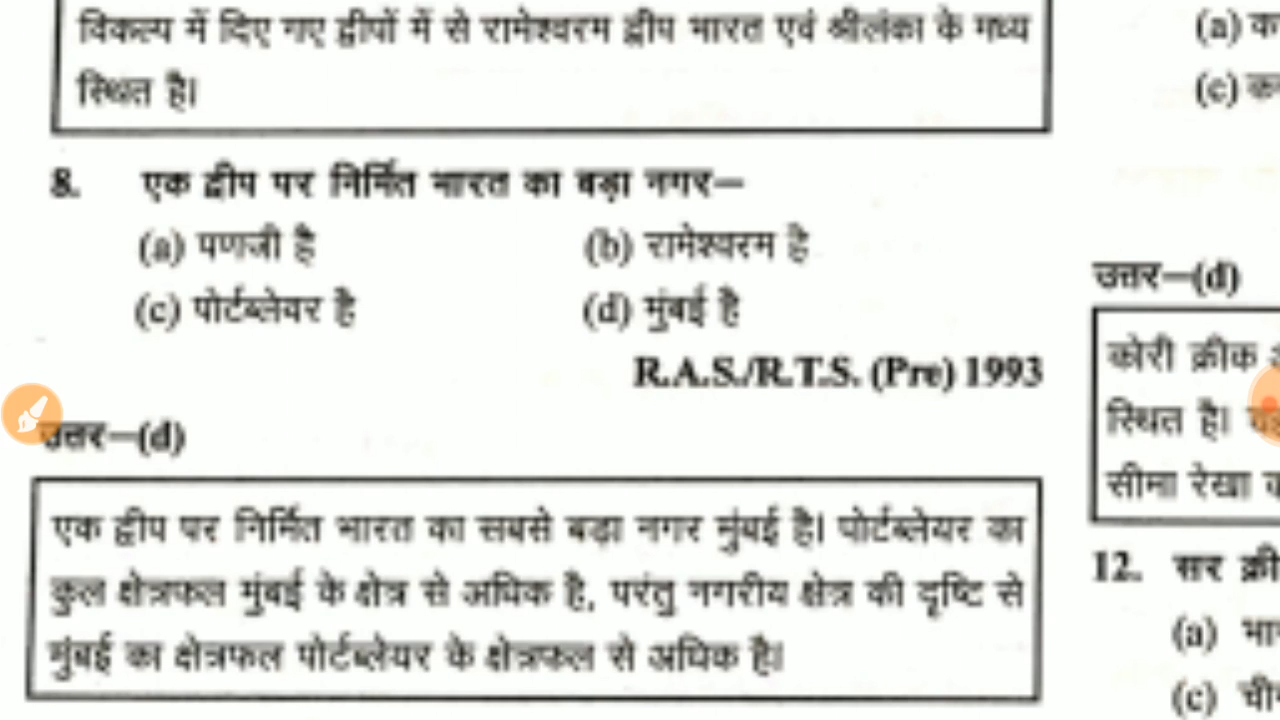 विकल्प में दिए गए द्वीपों में से रामेश्वरम द्वीप भारत एवं श्रीलंका के मध्य
स्थित है।
8. एक द्वीप पर निर्मित भारत का बड़ा नगर—
(a) पणजी है (b) रामेश्वरम है
(c) पोर्टब्लेयर है (d) मुंबई है
R.A.S./R.T.S. (Pre) 1993
उत्तर—(d)
एक द्वीप पर निर्मित भारत का सबसे बड़ा नगर मुंबई है। पोर्टब्लेयर का
कुल क्षेत्रफल मुंबई के क्षेत्र से अधिक है, परंतु नगरीय क्षेत्र की दृष्टि से
मुंबई का क्षेत्रफल पोर्टब्लेयर के क्षेत्रफल से अधिक है।
(a)
(c)
उत्तर—(d)
कोरी क्रीक
स्थित है।
सीमा रेखा
12. सर
(a)
(c)